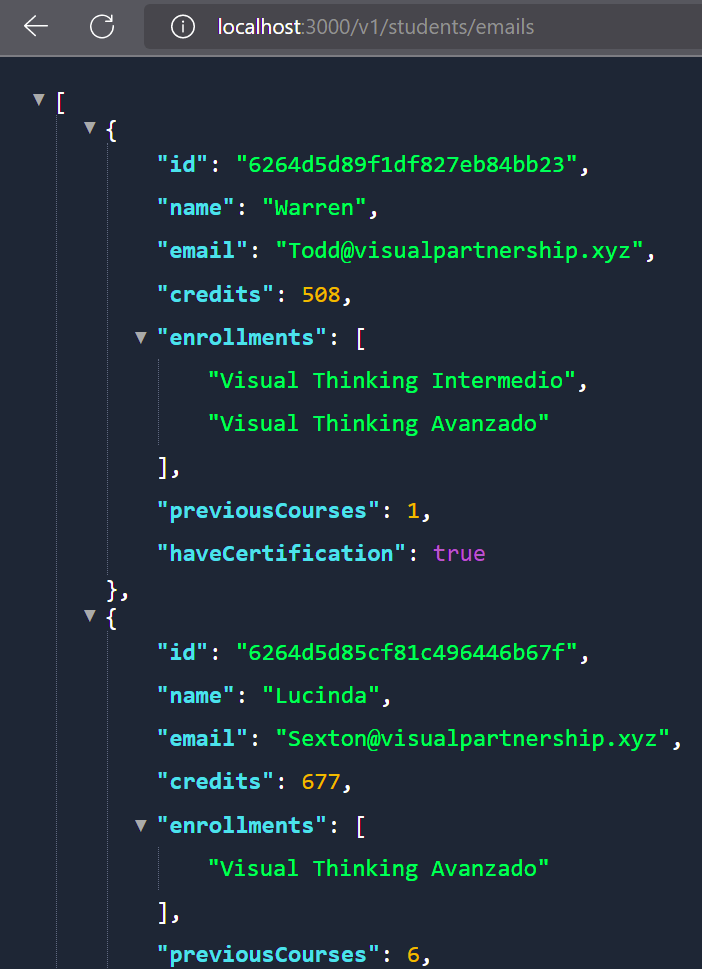 localhost:3000/v1/students/emails
[
{
"id": "6264d5d89f1df827eb84bb23",
"name": "Warren",
"email": "Todd@visualpartnership.xyz",
"credits": 508,
"enrollments": [
"Visual Thinking Intermedio",
"Visual Thinking Avanzado"
],
"previousCourses": 1,
"haveCertification": true
},
{
"id": "6264d5d85cf81c496446b67f",
"name": "Lucinda",
"email": "Sexton@visualpartnership.xyz",
"credits": 677,
"enrollments": [
"Visual Thinking Avanzado"
],
"previousCourses": 6,